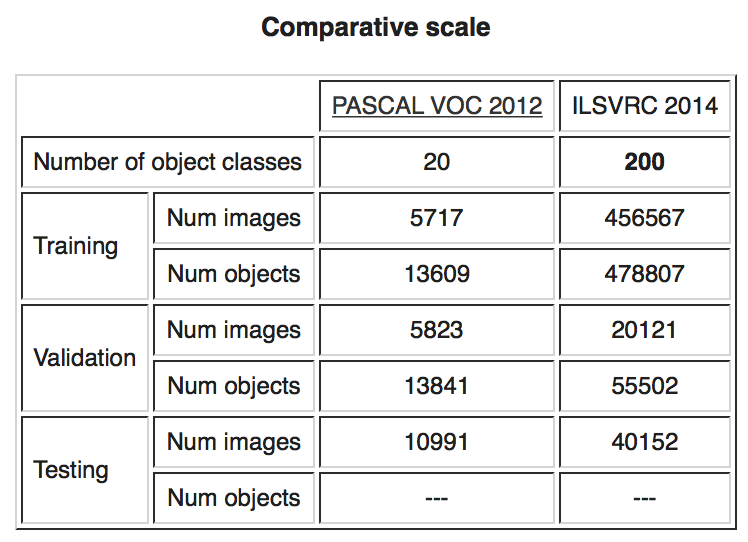 Comparative scale
PASCAL VOC 2012 ILSVRC 2014
Number of object classes 20 200
Training Num images 5717 456567
Num objects 13609 478807
Validation Num images 5823 20121
Num objects 13841 55502
Testing Num images 10991 40152
Num objects --- ---